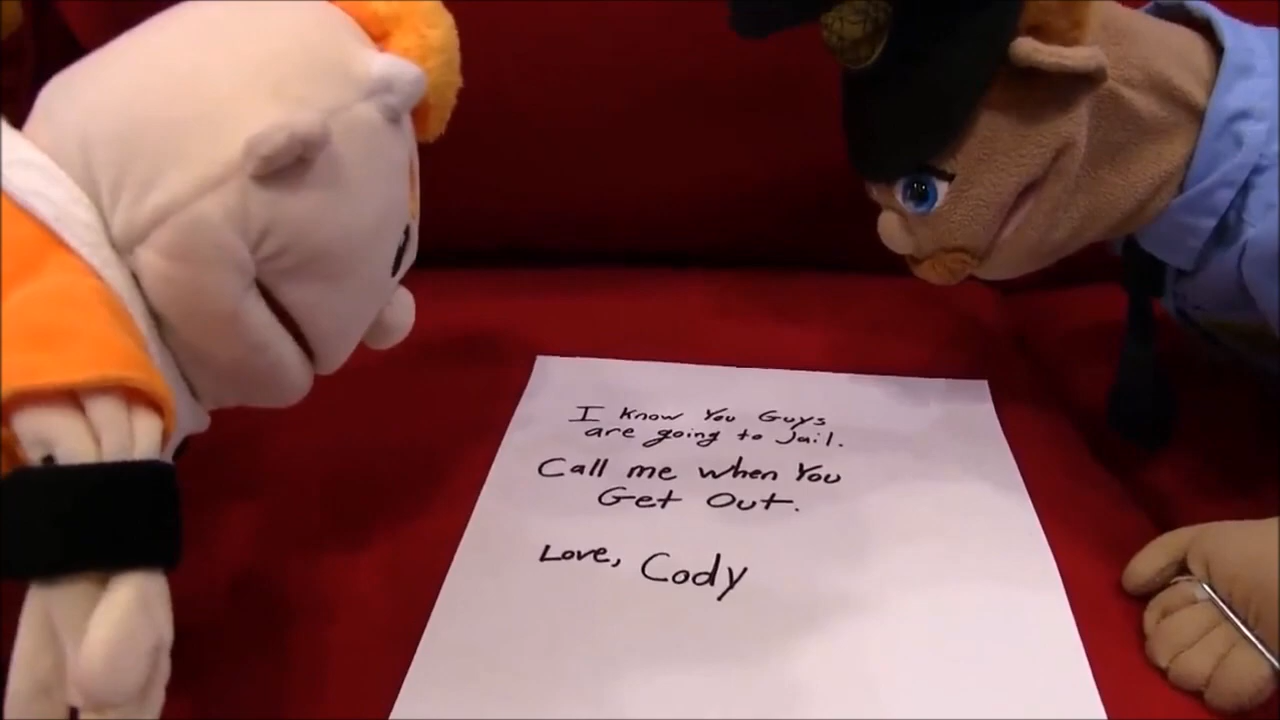 I know You Guys
are going to Jail.
Call me when You
Get Out.
Love, Cody